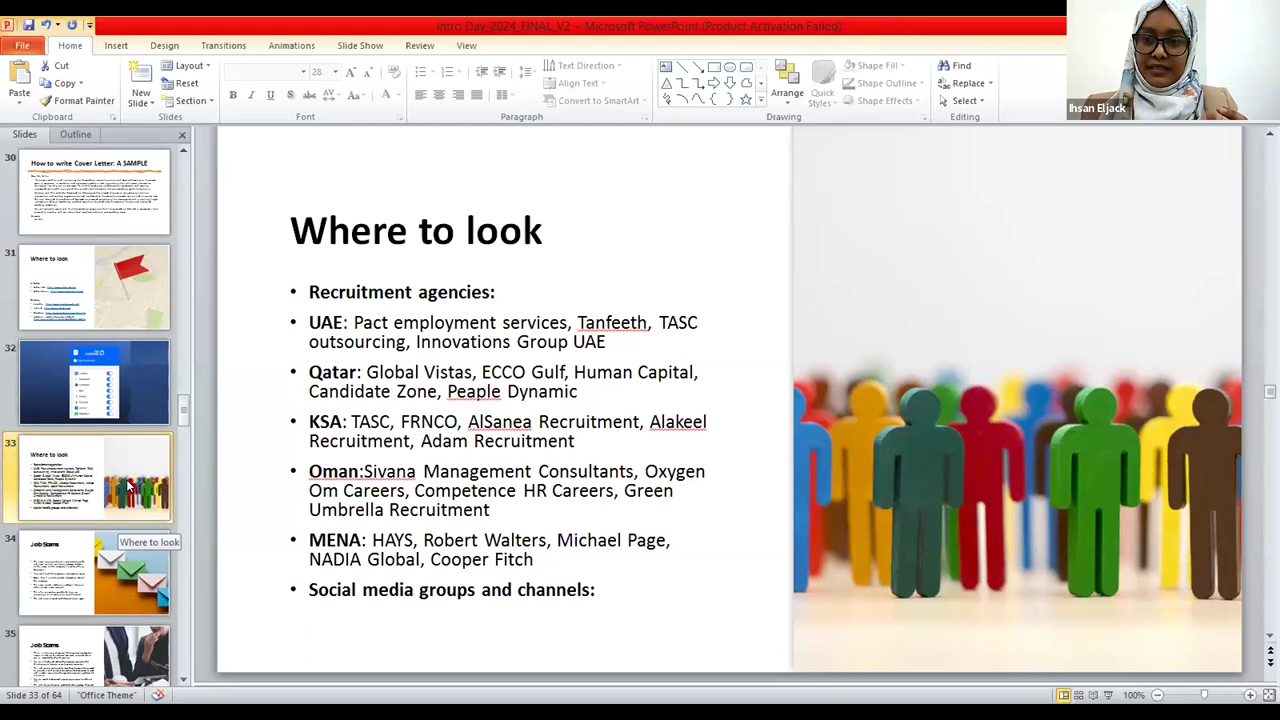 Intro Day_2024_FINAL_V2 - Microsoft PowerPoint (Product Activation Failed)
File Home Insert Design Transitions Animations Slide Show Review View
Paste
Cut
Copy
Format Painter
Clipboard
New
Slide
Layout
Reset
Section
Slides
28
B I U S abc AV Aa A
Font
Text Direction
Align Text
Convert to SmartArt
Paragraph
Arrange
Quick
Styles
Shape Fill
Shape Outline
Shape Effects
Drawing
Find
Replace
Select
Editing
Ihsan Eljack
Slides Outline
30
How to write Cover Letter: A SAMPLE
31
Where to look
32
33
Where to look
34
Job Scams
Where to look
35
Job Scams
Where to look
• Recruitment agencies:
• UAE: Pact employment services, Tanfeeth, TASC
outsourcing, Innovations Group UAE
• Qatar: Global Vistas, ECCO Gulf, Human Capital,
Candidate Zone, Peaple Dynamic
• KSA: TASC, FRNCO, AlSanea Recruitment, Alakeel
Recruitment, Adam Recruitment
• Oman:Sivana Management Consultants, Oxygen
Om Careers, Competence HR Careers, Green
Umbrella Recruitment
• MENA: HAYS, Robert Walters, Michael Page,
NADIA Global, Cooper Fitch
• Social media groups and channels:
Slide 33 of 64 "Office Theme" 100%